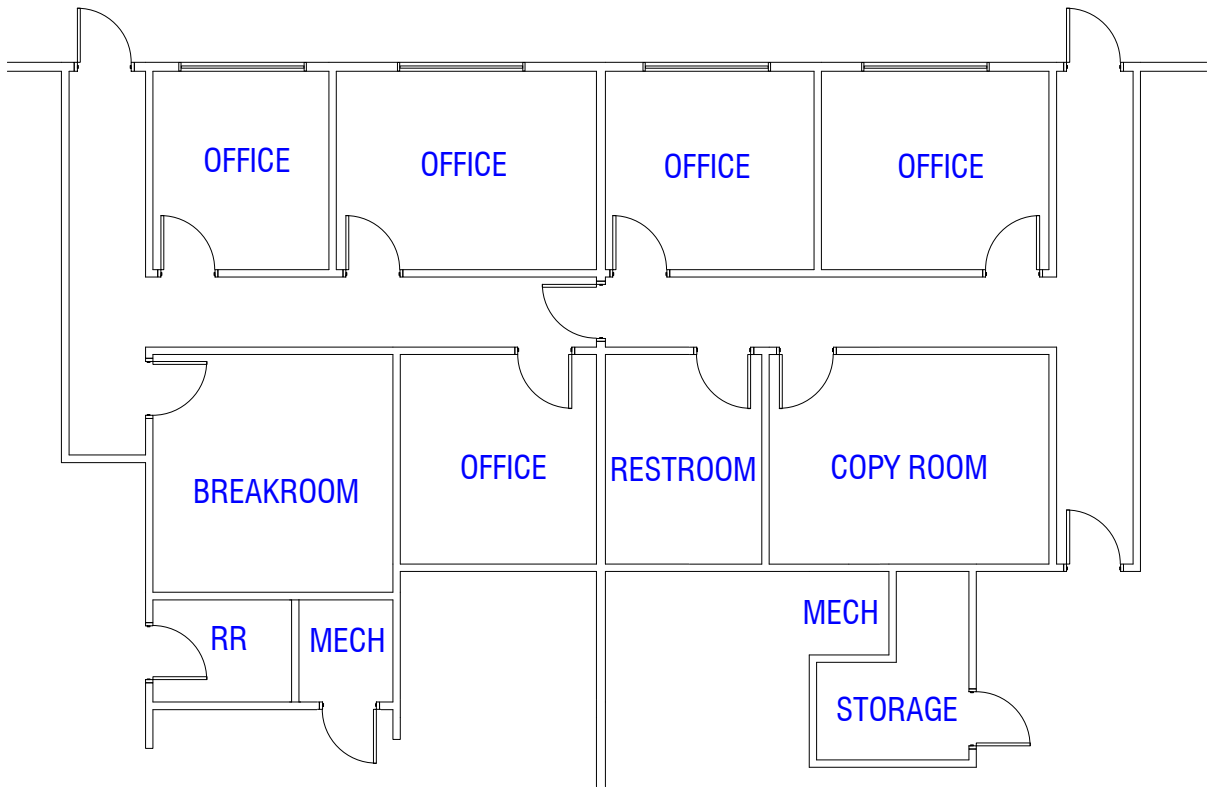 OFFICE
OFFICE
OFFICE
OFFICE
BREAKROOM
OFFICE
RESTROOM
COPY ROOM
RR
MECH
MECH
STORAGE